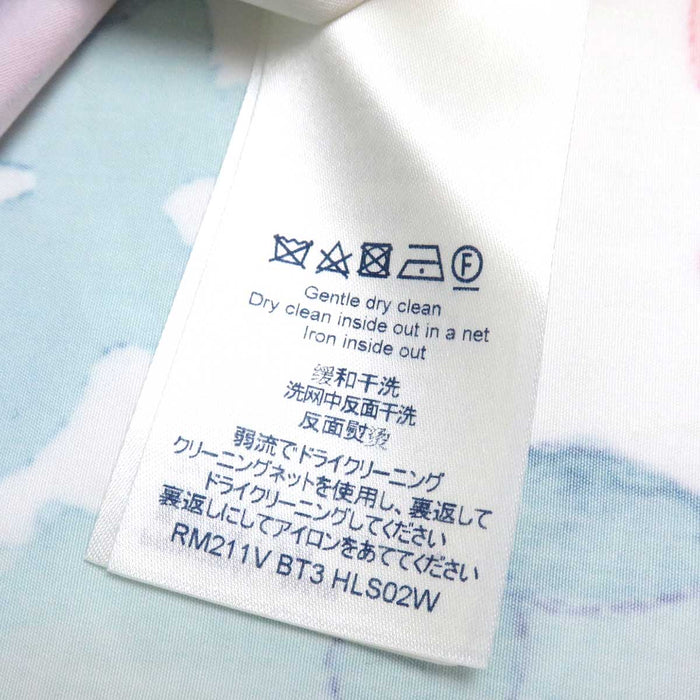 F
Gentle dry clean
Dry clean inside out in a net
Iron inside out
缓和干洗
洗网中反面干洗
反面熨烫
弱流でドライクリーニング
クリーニングネットを使用し、裏返して
ドライクリーニングしてください
裏返しにしてアイロンをあててください
RM211V BT3 HLS02W